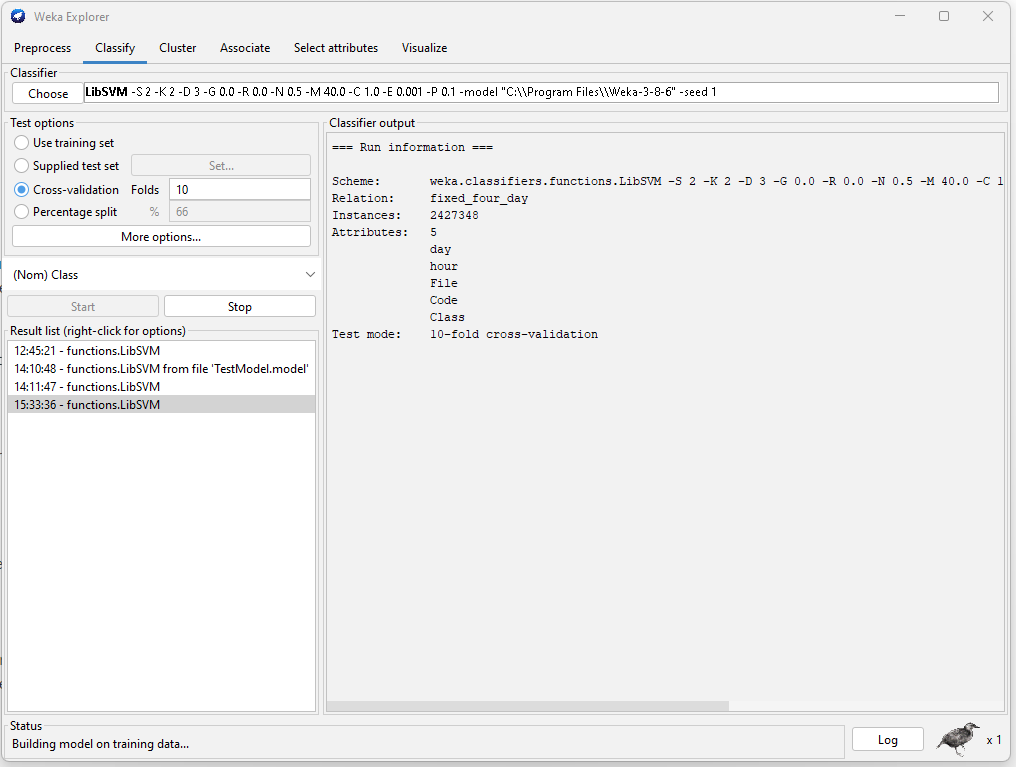 Weka Explorer
Preprocess Classify Cluster Associate Select attributes Visualize
Classifier
Choose LibSVM -S 2 -K 2 -D 3 -G 0.0 -R 0.0 -N 0.5 -M 40.0 -C 1.0 -E 0.001 -P 0.1 -model "C:\\Program Files\\Weka-3-8-6" -seed 1
Test options
Use training set
Supplied test set Set...
Cross-validation Folds 10
Percentage split % 66
More options...
(Nom) Class
Start Stop
Result list (right-click for options)
12:45:21 - functions.LibSVM
14:10:48 - functions.LibSVM from file 'TestModel.model'
14:11:47 - functions.LibSVM
15:33:36 - functions.LibSVM
Classifier output
=== Run information ===
Scheme: weka.classifiers.functions.LibSVM -S 2 -K 2 -D 3 -G 0.0 -R 0.0 -N 0.5 -M 40.0 -C 1
Relation: fixed_four_day
Instances: 2427348
Attributes: 5
day
hour
File
Code
Class
Test mode: 10-fold cross-validation
Status
Building model on training data...
Log
x 1